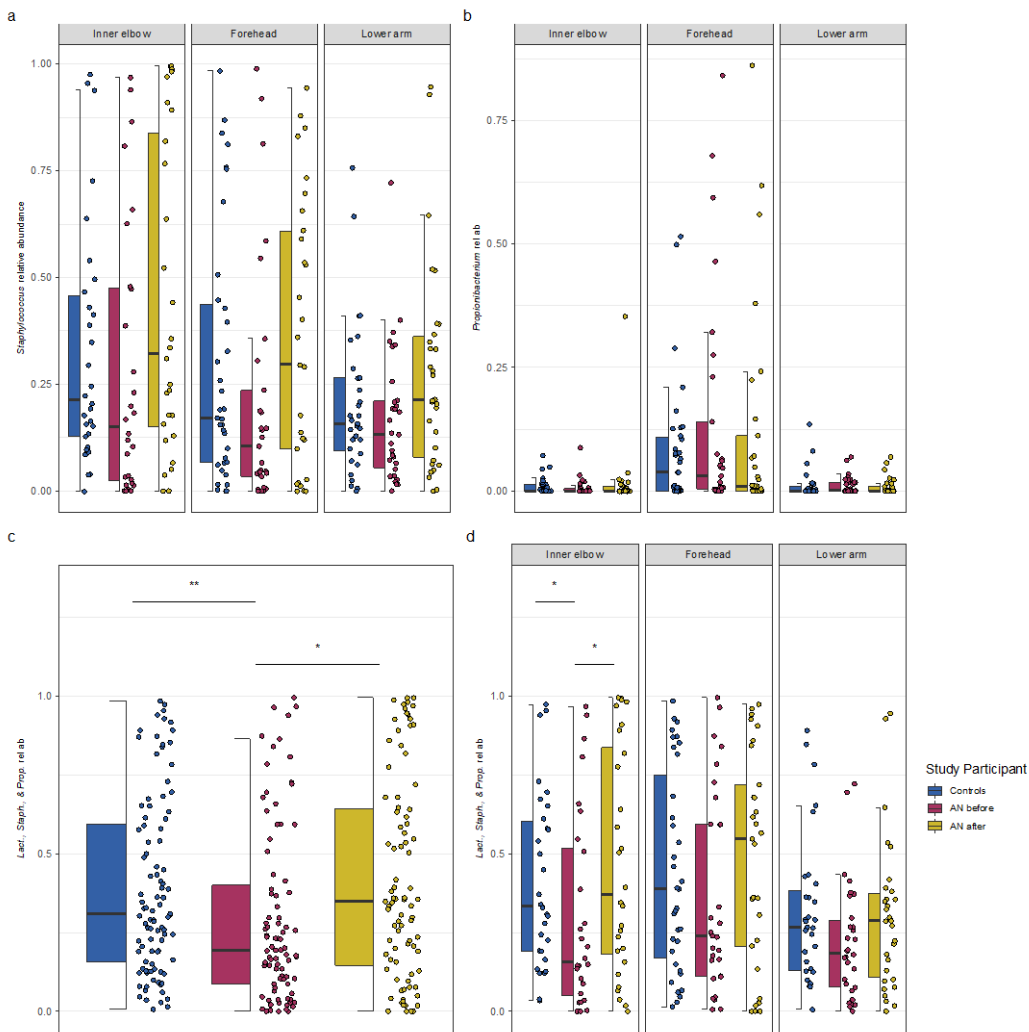 a
Inner elbow
Forehead
Lower arm
1.00
0.75
0.50
0.25
0.00
Staphylococcus relative abundance
b
Inner elbow
Forehead
Lower arm
0.75
0.50
0.25
0.00
Propionibacterium rel ab
c
**
*
1.0
0.5
0.0
Lact., Staph., & Prop. rel ab
d
Inner elbow
Forehead
Lower arm
*
*
1.0
0.5
0.0
Lact., Staph., & Prop. rel ab
Study Participant
Controls
AN before
AN after